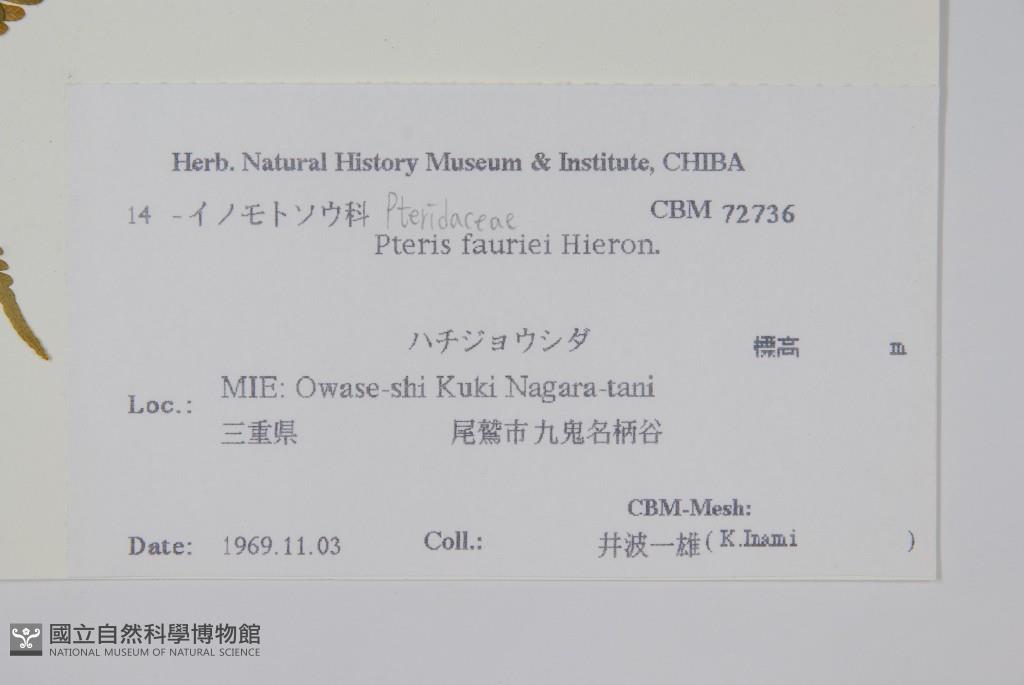 Herb. Natural History Museum & Institute, CHIBA
14 -イノモトソウ科 Pteridaceae CBM 72736
Pteris fauriei Hieron.
ハチジョウシダ 標高 m
Loc.: MIE: Owase-shi Kuki Nagara-tani
三重県 尾鷲市九鬼名柄谷
CBM-Mesh:
Date: 1969.11.03 Coll.: 井波一雄(K.Inami )
國立自然科學博物館
NATIONAL MUSEUM OF NATURAL SCIENCE